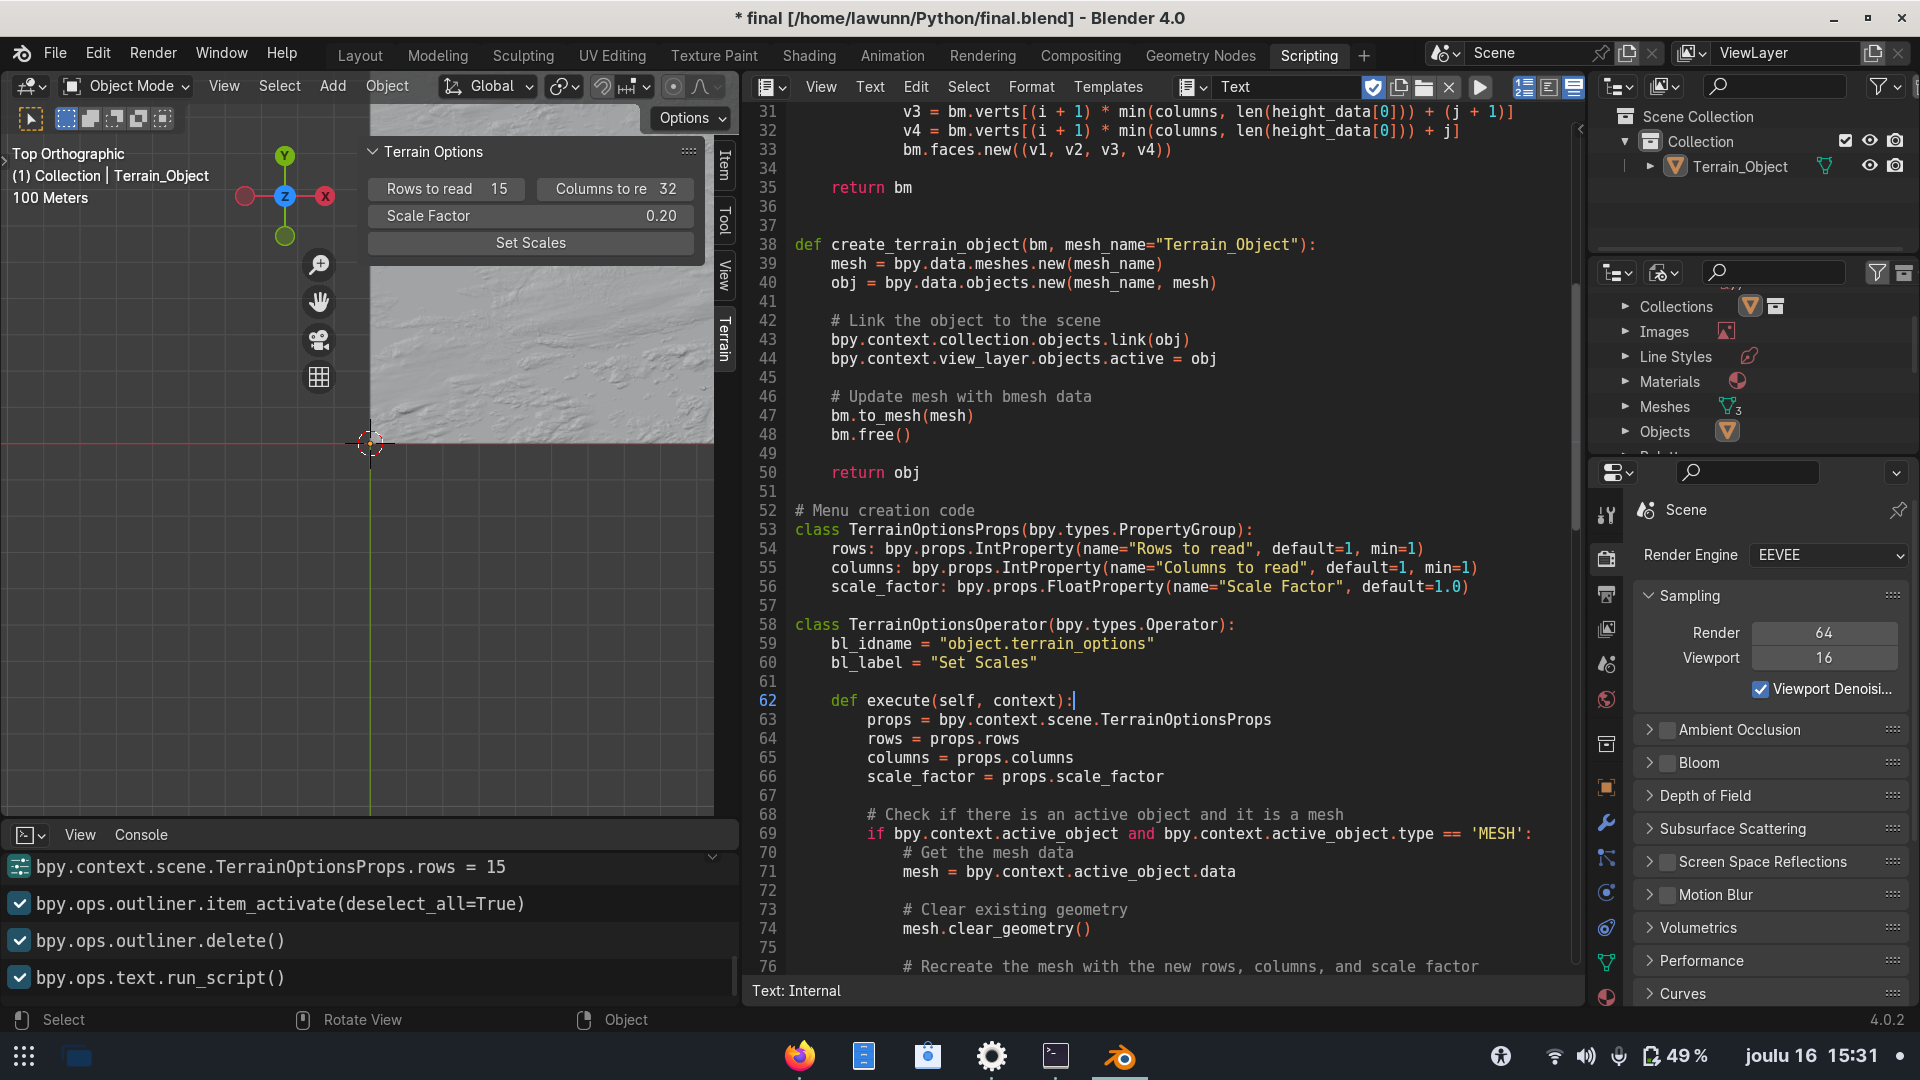 * final [/home/lawunn/Python/final.blend] - Blender 4.0
File Edit Render Window Help
Layout Modeling Sculpting UV Editing Texture Paint Shading Animation Rendering Compositing Geometry Nodes Scripting
Scene
ViewLayer
Object Mode View Select Add Object Global
Options
Top Orthographic
(1) Collection | Terrain_Object
100 Meters
Y
X
Z
Terrain Options
Rows to read 15
Columns to re 32
Scale Factor 0.20
Set Scales
Item
Tool
View
Terrain
View Console
bpy.context.scene.TerrainOptionsProps.rows = 15
bpy.ops.outliner.item_activate(deselect_all=True)
bpy.ops.outliner.delete()
bpy.ops.text.run_script()
View Text Edit Select Format Templates
Text
31 v3 = bm.verts[(i + 1) * min(columns, len(height_data[0])) + (j + 1)]
32 v4 = bm.verts[(i + 1) * min(columns, len(height_data[0])) + j]
33 bm.faces.new((v1, v2, v3, v4))
34
35 return bm
36
37
38 def create_terrain_object(bm, mesh_name="Terrain_Object"):
39 mesh = bpy.data.meshes.new(mesh_name)
40 obj = bpy.data.objects.new(mesh_name, mesh)
41
42 # Link the object to the scene
43 bpy.context.collection.objects.link(obj)
44 bpy.context.view_layer.objects.active = obj
45
46 # Update mesh with bmesh data
47 bm.to_mesh(mesh)
48 bm.free()
49
50 return obj
51
52 # Menu creation code
53 class TerrainOptionsProps(bpy.types.PropertyGroup):
54 rows: bpy.props.IntProperty(name="Rows to read", default=1, min=1)
55 columns: bpy.props.IntProperty(name="Columns to read", default=1, min=1)
56 scale_factor: bpy.props.FloatProperty(name="Scale Factor", default=1.0)
57
58 class TerrainOptionsOperator(bpy.types.Operator):
59 bl_idname = "object.terrain_options"
60 bl_label = "Set Scales"
61
62 def execute(self, context):
63 props = bpy.context.scene.TerrainOptionsProps
64 rows = props.rows
65 columns = props.columns
66 scale_factor = props.scale_factor
67
68 # Check if there is an active object and it is a mesh
69 if bpy.context.active_object and bpy.context.active_object.type == 'MESH':
70 # Get the mesh data
71 mesh = bpy.context.active_object.data
72
73 # Clear existing geometry
74 mesh.clear_geometry()
75
76 # Recreate the mesh with the new rows, columns, and scale factor
Text: Internal
Scene Collection
Collection
Terrain_Object
Collections
Images
Line Styles
Materials
Meshes 3
Objects
Scene
Render Engine EEVEE
Sampling
Render 64
Viewport 16
Viewport Denoisi...
Ambient Occlusion
Bloom
Depth of Field
Subsurface Scattering
Screen Space Reflections
Motion Blur
Volumetrics
Performance
Curves
Select
Rotate View
Object
4.0.2
49 %
joulu 16 15:31